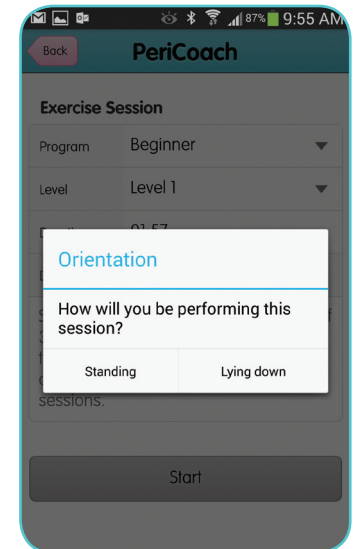 87% 9:55 AM
Back PeriCoach
Exercise Session
Program Beginner
Level Level 1
01:57
Orientation
How will you be performing this
session?
Standing Lying down
sessions.
Start